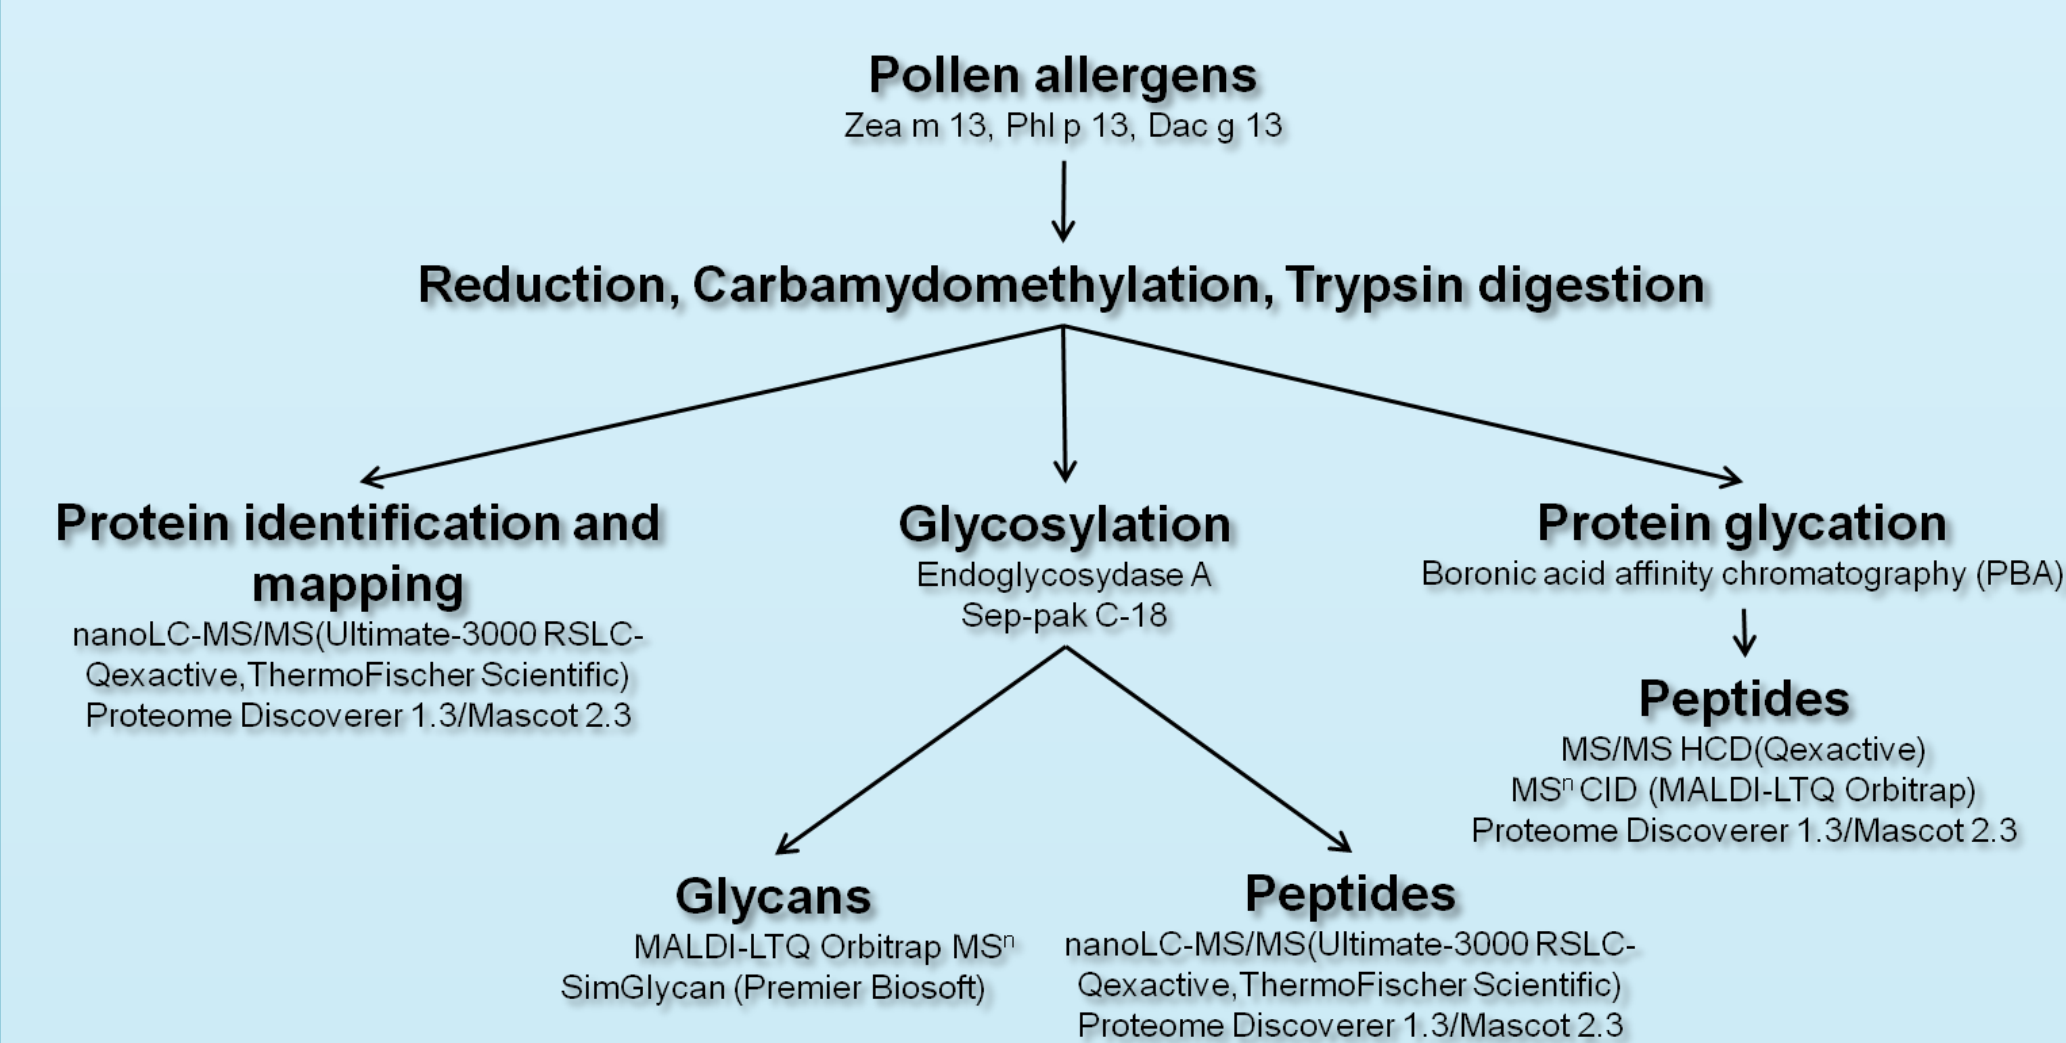 Pollen allergens
Zea m 13, Phl p 13, Dac g 13
Reduction, Carbamydomethylation, Trypsin digestion
Protein identification and
mapping
nanoLC-MS/MS(Ultimate-3000 RSLC-
Qexactive,ThermoFischer Scientific)
Proteome Discoverer 1.3/Mascot 2.3
Glycosylation
Endoglycosydase A
Sep-pak C-18
Protein glycation
Boronic acid affinity chromatography (PBA)
Peptides
MS/MS HCD(Qexactive)
MSⁿ CID (MALDI-LTQ Orbitrap)
Proteome Discoverer 1.3/Mascot 2.3
Glycans
MALDI-LTQ Orbitrap MSⁿ
SimGlycan (Premier Biosoft)
Peptides
nanoLC-MS/MS(Ultimate-3000 RSLC-
Qexactive,ThermoFischer Scientific)
Proteome Discoverer 1.3/Mascot 2.3